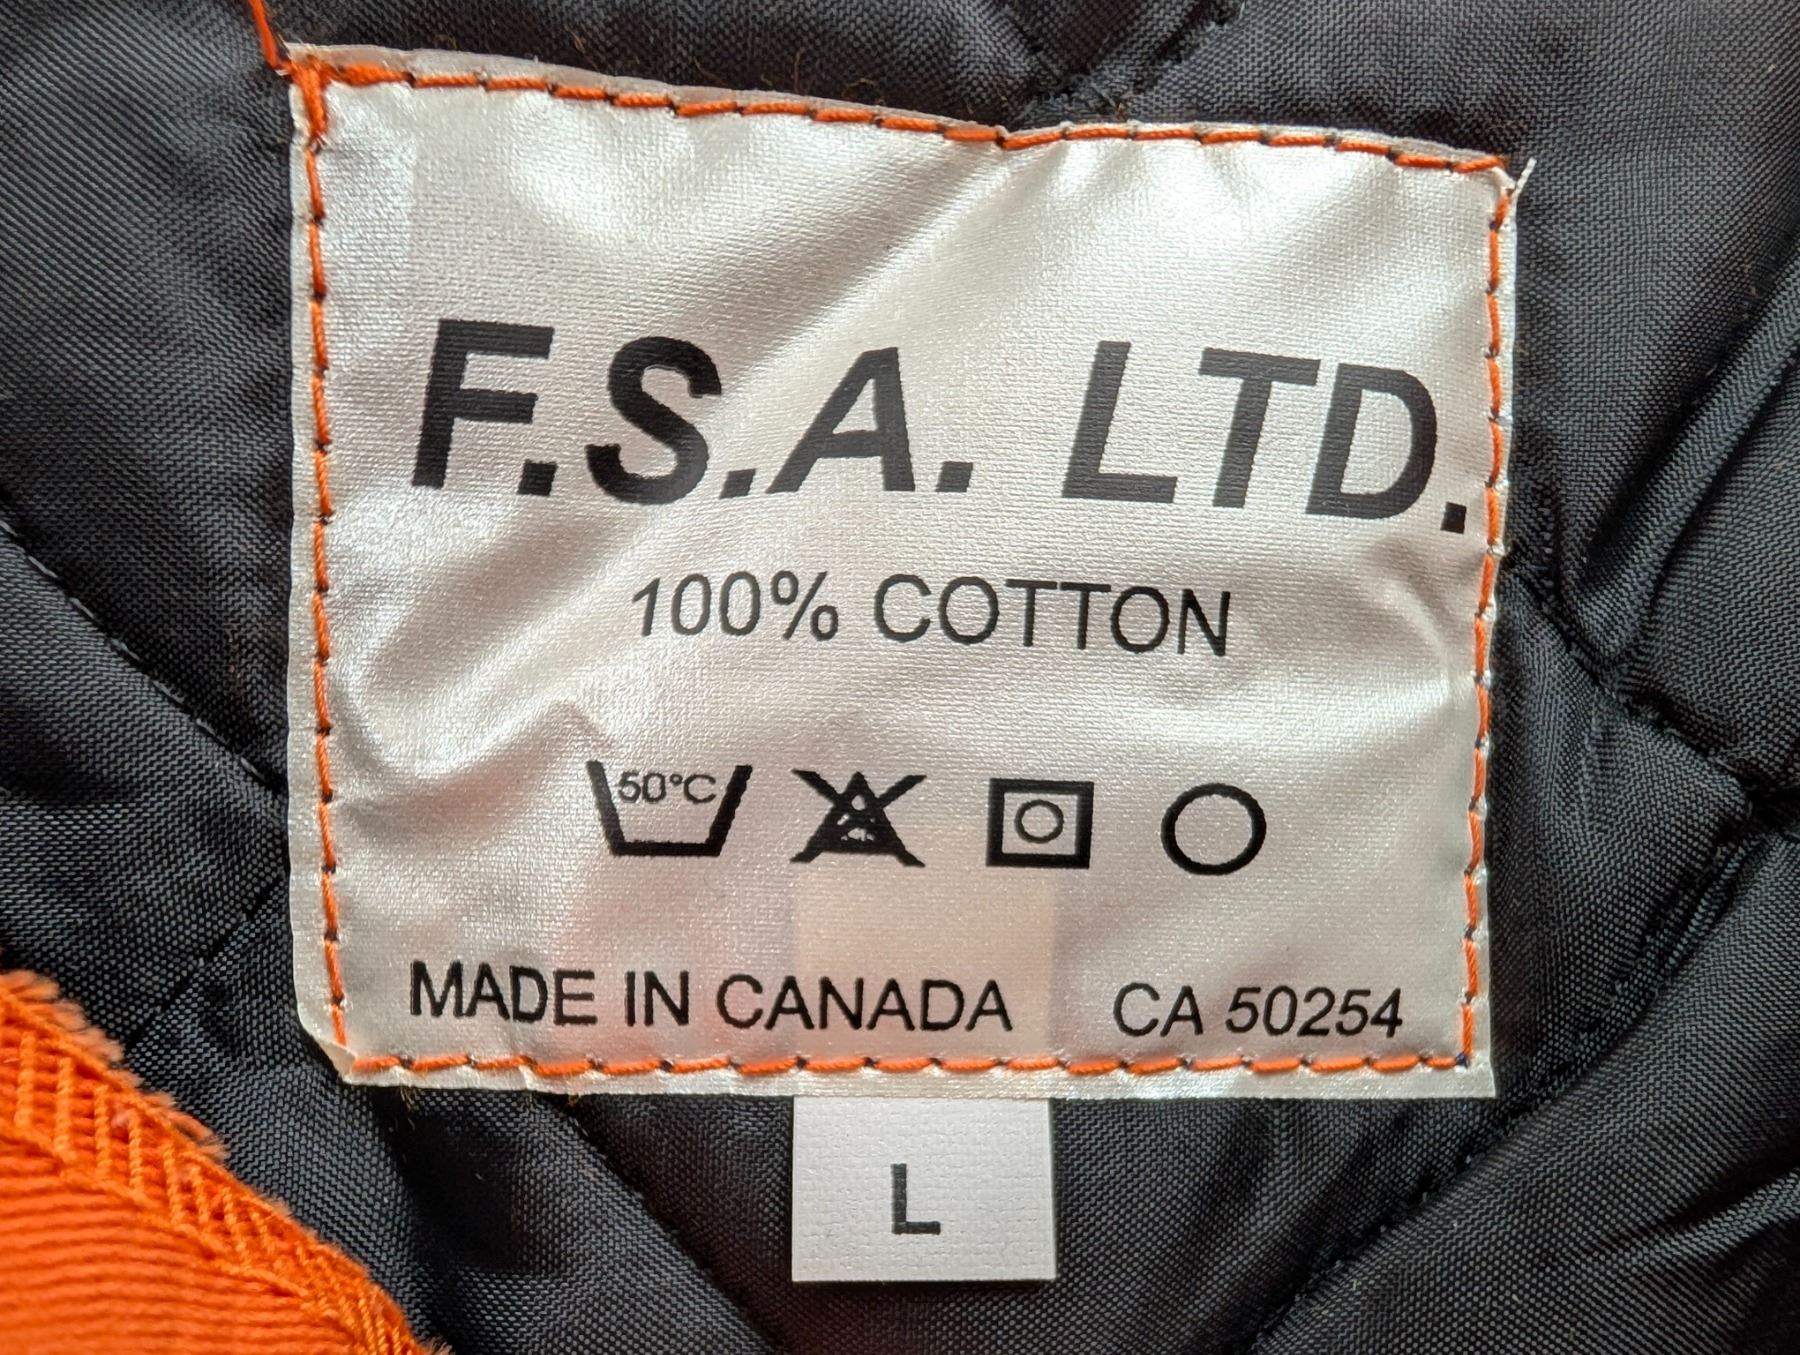 F.S.A. LTD.
100% COTTON
50°C
MADE IN CANADA CA 50254
L